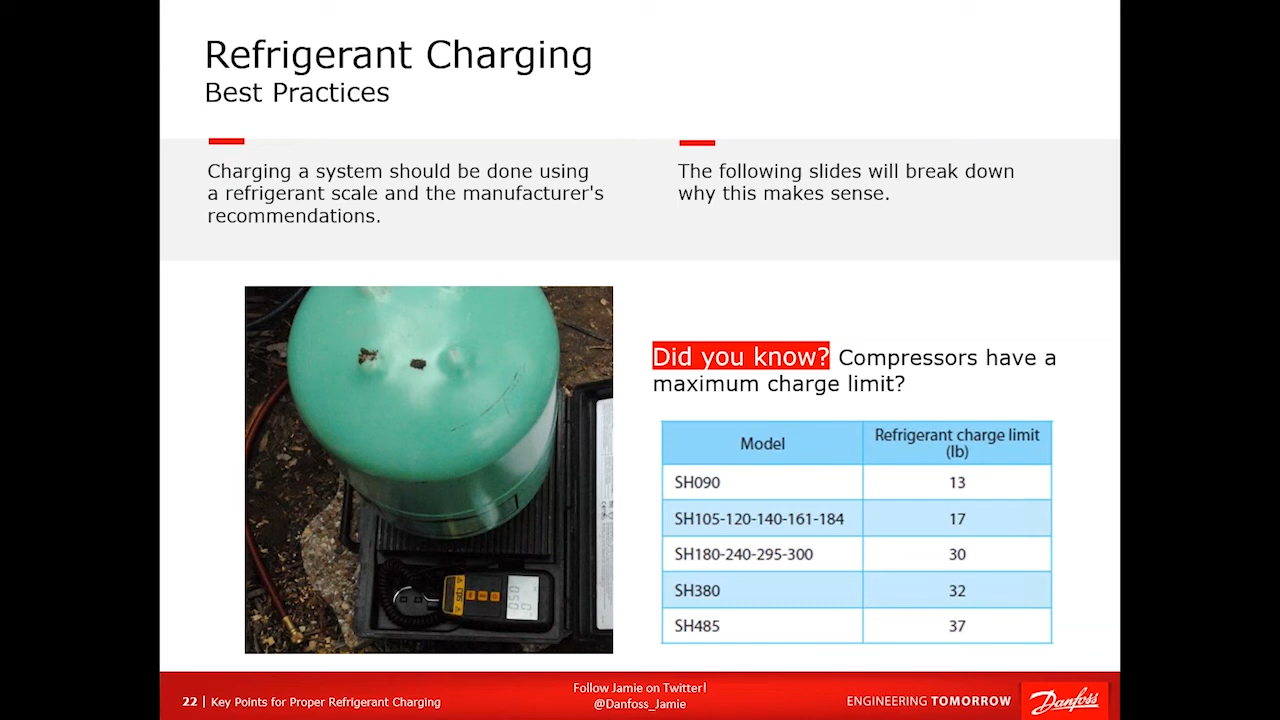 Refrigerant Charging
Best Practices
Charging a system should be done using
a refrigerant scale and the manufacturer's
recommendations.
The following slides will break down
why this makes sense.
Did you know? Compressors have a
maximum charge limit?
Model
Refrigerant charge limit
(lb)
SH090
13
SH105-120-140-161-184
17
SH180-240-295-300
30
SH380
32
SH485
37
22 | Key Points for Proper Refrigerant Charging
Follow Jamie on Twitter!
@Danfoss_Jamie
ENGINEERING TOMORROW
Danfoss